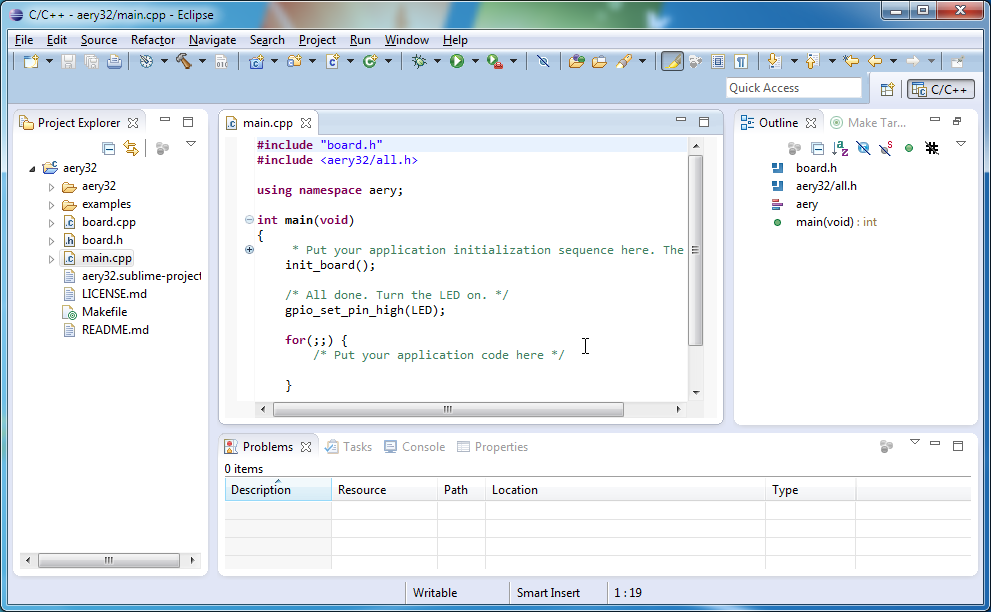 C/C++ - aery32/main.cpp - Eclipse
File Edit Source Refactor Navigate Search Project Run Window Help
Quick Access
C/C++
Project Explorer
aery32
aery32
examples
board.cpp
board.h
main.cpp
aery32.sublime-project
LICENSE.md
Makefile
README.md
main.cpp
#include "board.h"
#include <aery32/all.h>
using namespace aery;
int main(void)
{
* Put your application initialization sequence here. The
init_board();
/* All done. Turn the LED on. */
gpio_set_pin_high(LED);
for(;;) {
/* Put your application code here */
}
Outline Make Tar...
board.h
aery32/all.h
aery
main(void) : int
Problems Tasks Console Properties
0 items
Description Resource Path Location Type
Writable Smart Insert 1 : 19